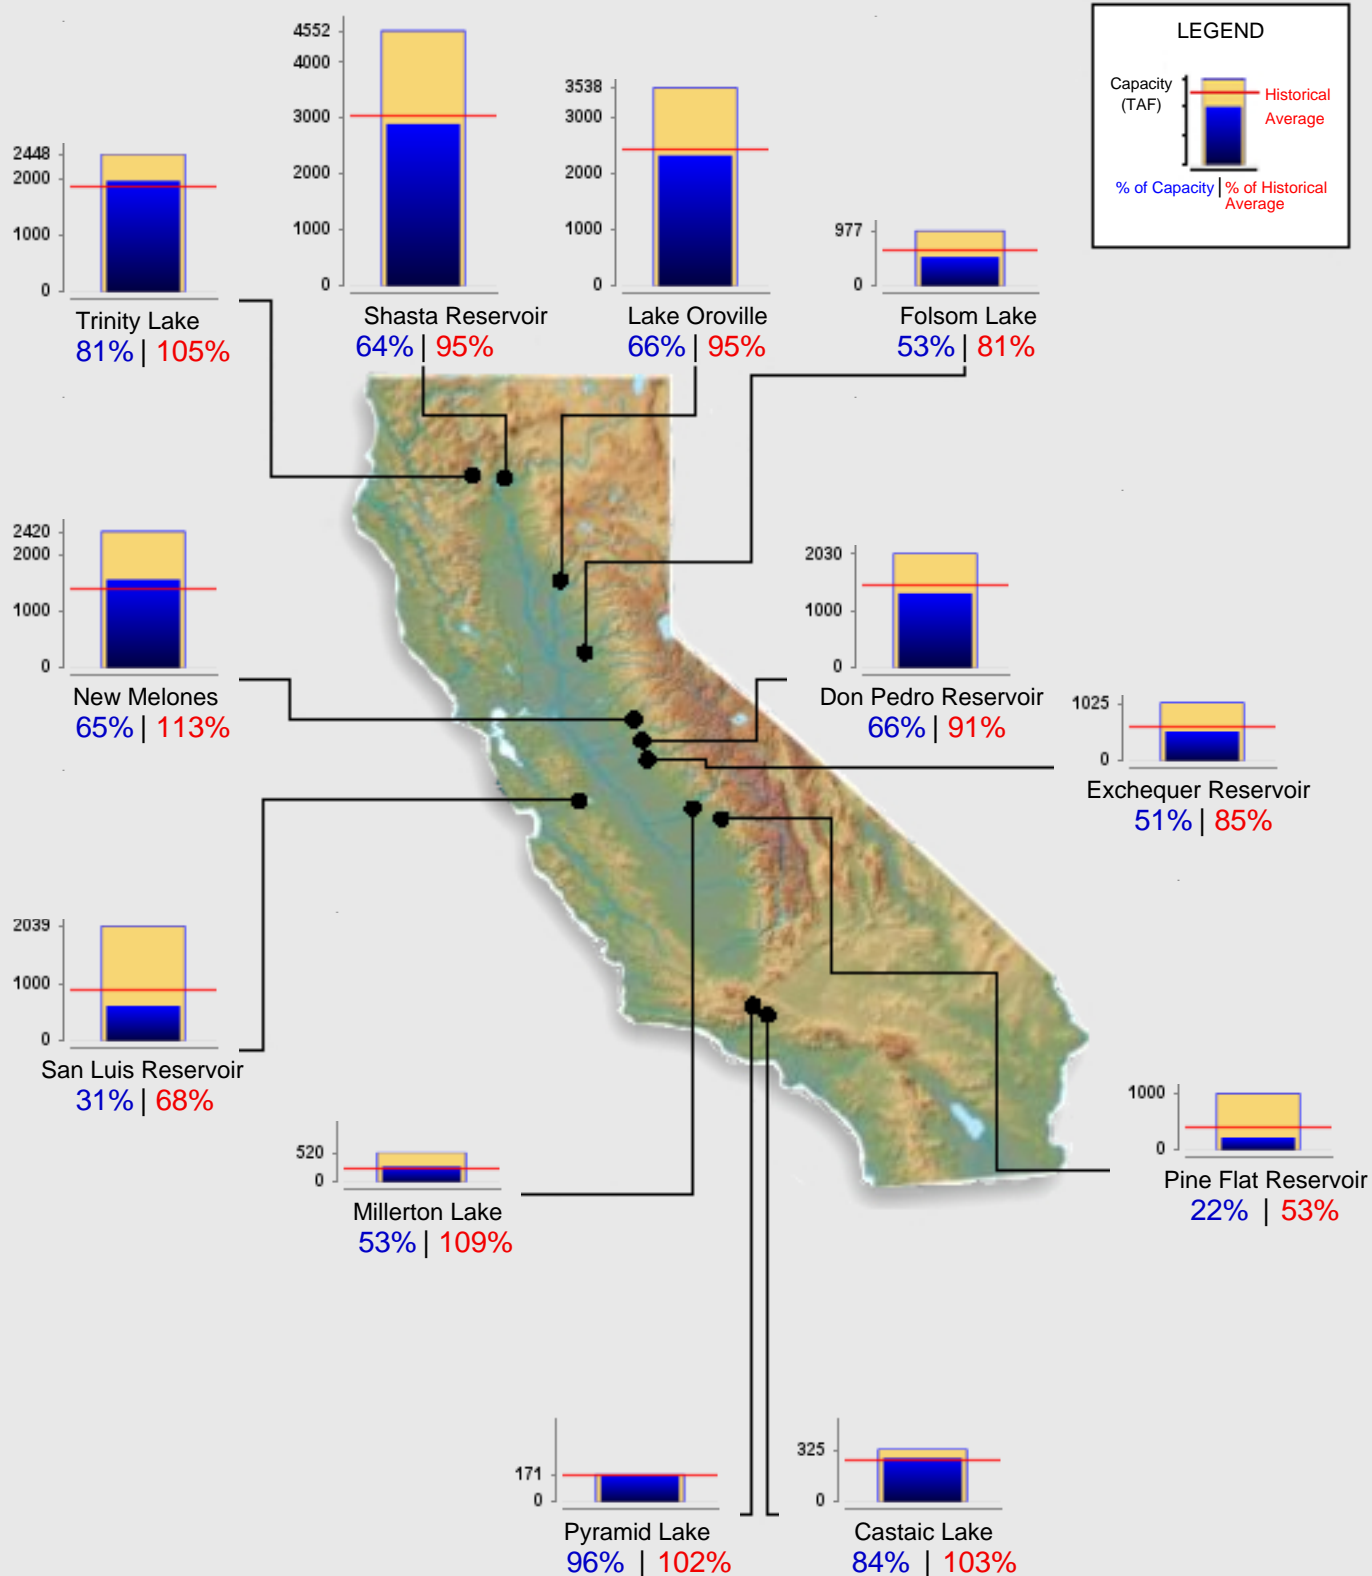 LEGEND
Capacity
(TAF)
Historical
Average
% of Capacity | % of Historical
Average
4552
4000
3000
2000
1000
0
Shasta Reservoir
64% | 95%
3538
3000
2000
1000
0
Lake Oroville
66% | 95%
977
0
Folsom Lake
53% | 81%
2448
2000
1000
0
Trinity Lake
81% | 105%
2420
2000
1000
0
New Melones
65% | 113%
2030
1000
0
Don Pedro Reservoir
66% | 91%
1025
0
Exchequer Reservoir
51% | 85%
2039
1000
0
San Luis Reservoir
31% | 68%
520
0
Millerton Lake
53% | 109%
1000
0
Pine Flat Reservoir
22% | 53%
171
0
Pyramid Lake
96% | 102%
325
0
Castaic Lake
84% | 103%